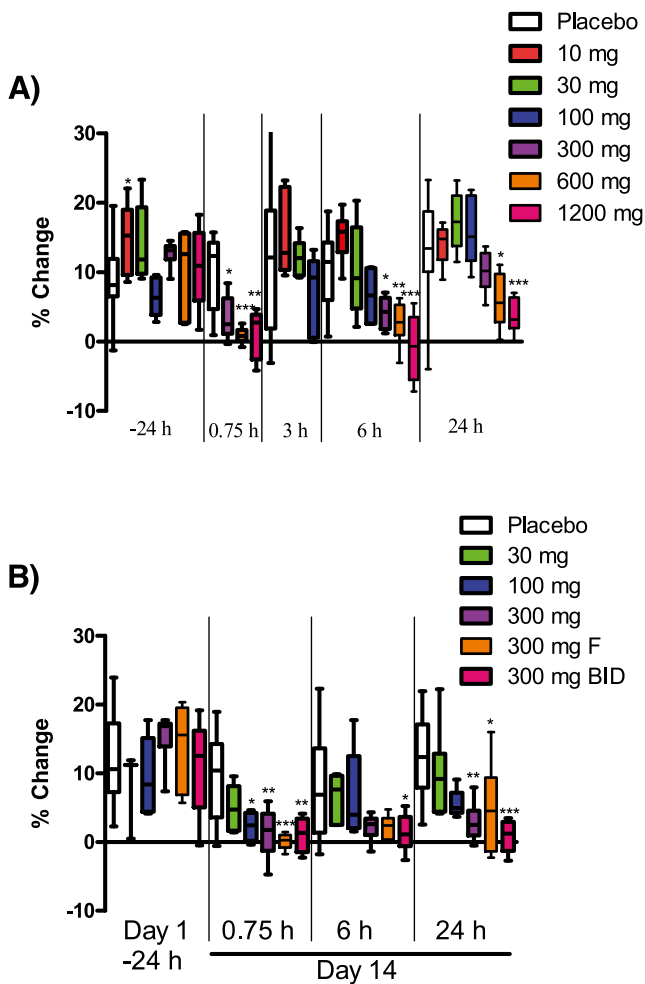 Placebo
10 mg
30 mg
100 mg
300 mg
600 mg
1200 mg
A)
% Change
30
20
10
0
-10
* * *** ** * ** *** * ***
-24 h 0.75 h 3 h 6 h 24 h
Placebo
30 mg
100 mg
300 mg
300 mg F
300 mg BID
B)
% Change
30
20
10
0
-10
* ** *** ** * ** * ***
Day 1 0.75 h 6 h 24 h
-24 h
Day 14